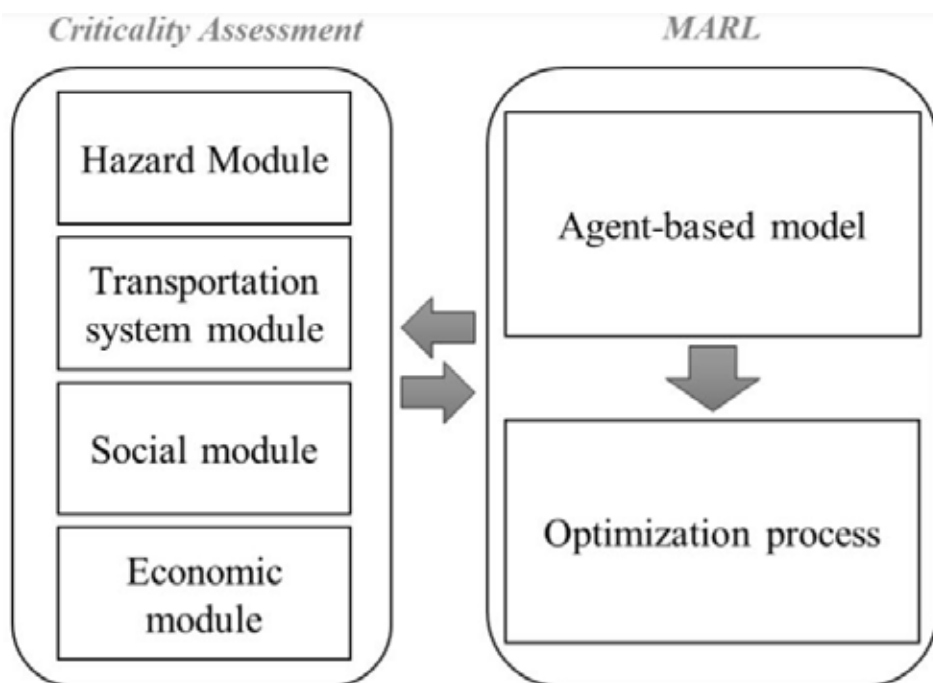 Criticality Assessment
MARL
Hazard Module
Transportation
system module
Social module
Economic
module
Agent-based model
Optimization process